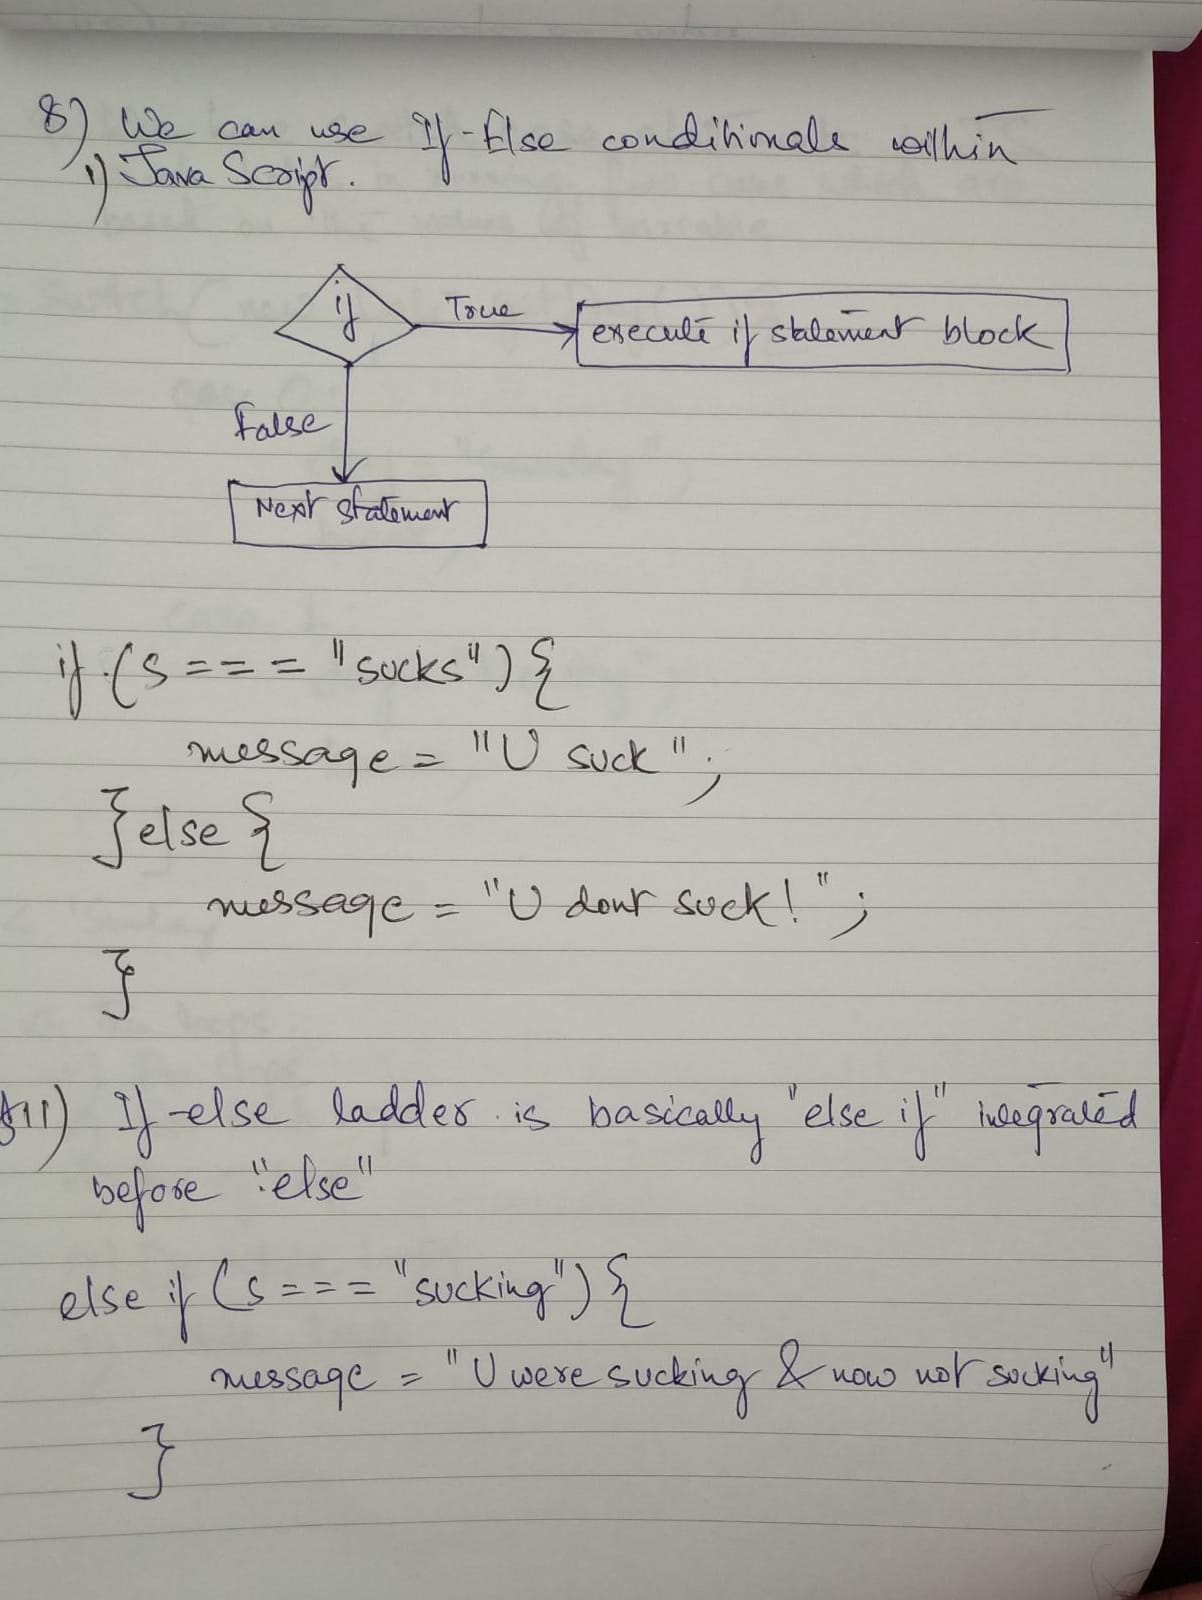 8) We can use If-Else conditionals within
1) Java Script.
if
True
execute if statement block
False
Next statement
if (s === "sucks") {
message = "U suck";
} else {
message = "U dont suck!";
}
11) If-else ladder is basically "else if" integrated
before "else"
else if (s === "sucking") {
message = "U were sucking & now not sucking"
}